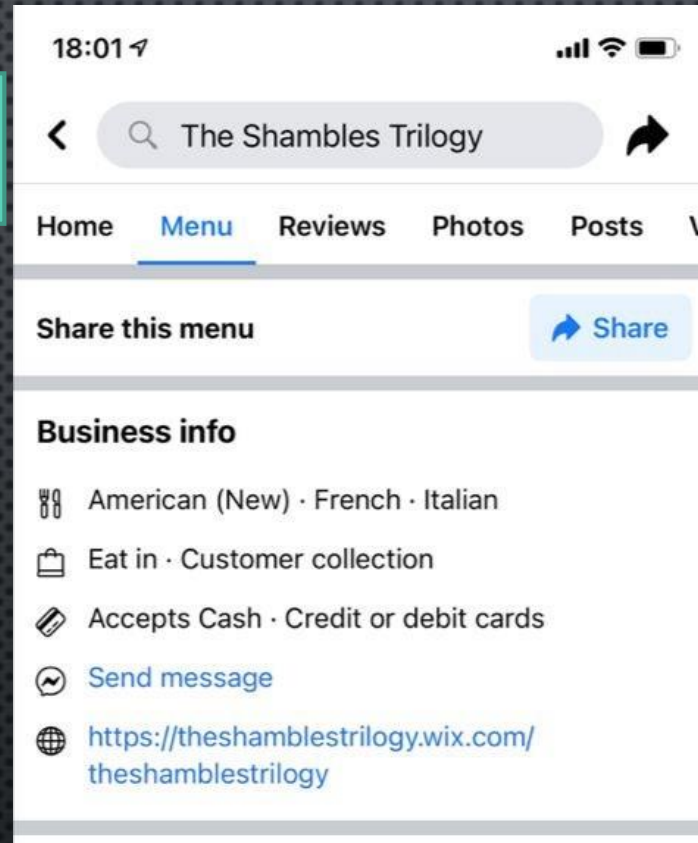 18:01
The Shambles Trilogy
Home Menu Reviews Photos Posts
Share this menu Share
Business info
American (New) · French · Italian
Eat in · Customer collection
Accepts Cash · Credit or debit cards
Send message
https://theshamblestrilogy.wix.com/
theshamblestrilogy